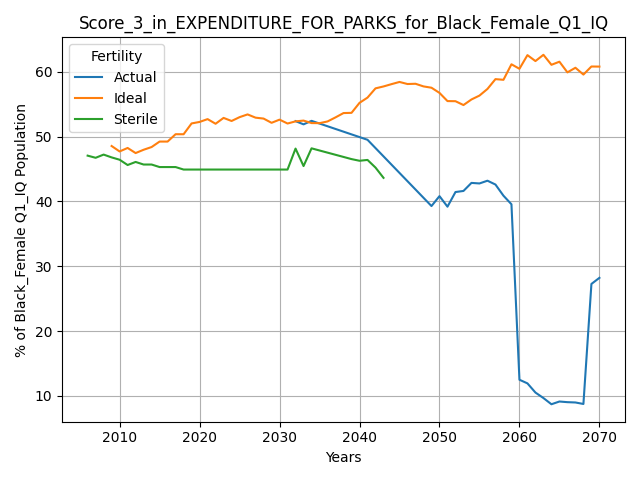 Score_3_in_EXPENDITURE_FOR_PARKS_for_Black_Female_Q1_IQ
Fertility
Actual
Ideal
Sterile
% of Black_Female Q1_IQ Population
60
50
40
30
20
10
2010 2020 2030 2040 2050 2060 2070
Years